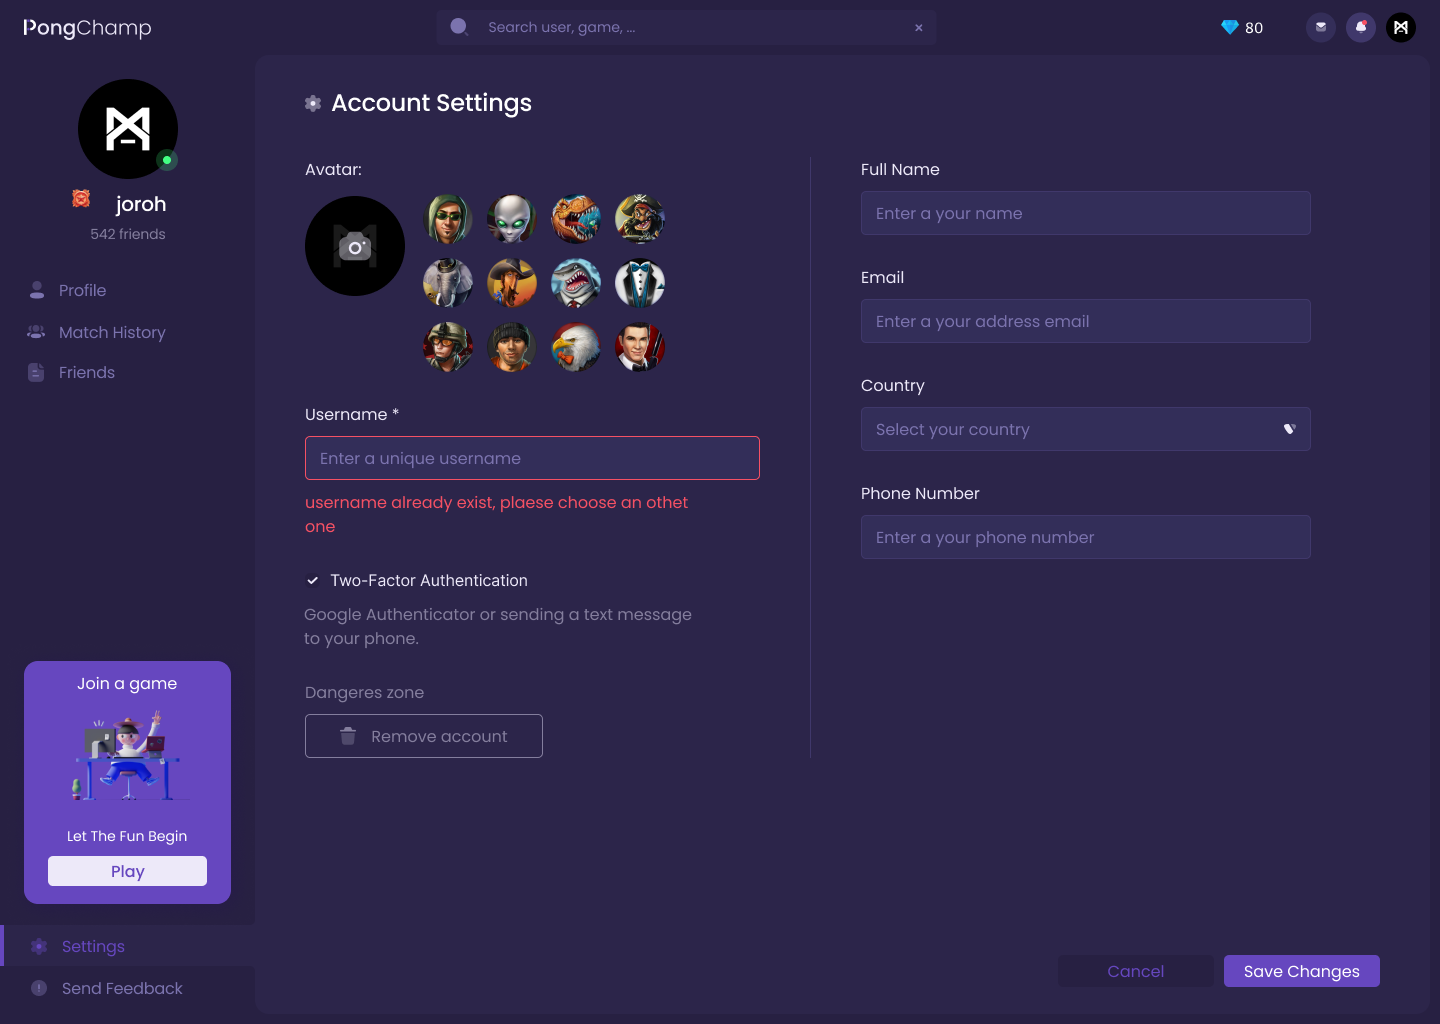 PongChamp
Search user, game, ...
×
80
joroh
542 friends
Profile
Match History
Friends
Join a game
Let The Fun Begin
Play
Settings
Send Feedback
Account Settings
Avatar:
Username *
Enter a unique username
username already exist, plaese choose an othet
one
Two-Factor Authentication
Google Authenticator or sending a text message
to your phone.
Dangeres zone
Remove account
Full Name
Enter a your name
Email
Enter a your address email
Country
Select your country
Phone Number
Enter a your phone number
Cancel
Save Changes